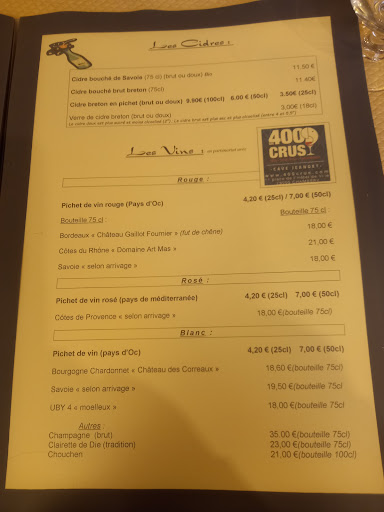 Les Cidres :
Cidre bouché de Savoie (75 cl) (brut ou doux) Bio 11,50 €
Cidre bouché brut breton (75cl) 11,40€
Cidre breton en pichet (brut ou doux) 9,90€ (100cl) 6,00 € (50cl) 3,50€ (25cl)
Verre de cidre breton (brut ou doux) 3,00€ (18cl)
Les Vins :
400
CRUS
Rouge :
Pichet de vin rouge (Pays d'Oc) 4,20 € (25cl) / 7,00 € (50cl)
Bouteille 75 cl : Bouteille 75 cl :
Bordeaux « Château Gaillot Fournier » (fut de chêne) 18,00 €
Côtes du Rhône « Domaine Art Mas » 21,00 €
Savoie « selon arrivage » 18,00 €
Rosé :
Pichet de vin rosé (pays de méditerranée) 4,20 € (25cl) 7,00 € (50cl)
Côtes de Provence « selon arrivage » 18,00 €(bouteille 75cl)
Blanc :
Pichet de vin (pays d'Oc) 4,20 € (25cl) 7,00 € (50cl)
Bourgogne Chardonnet « Château des Correaux » 18,60 €(bouteille 75cl)
Savoie « selon arrivage » 19,50 €(bouteille 75cl)
UBY 4 « moelleux » 18,00 €(bouteille 75cl
Autres :
Champagne (brut) 35,00 €(bouteille 75cl)
Clairette de Die (tradition) 23,00 €(bouteille 75cl)
Chouchen 21,00 €(bouteille 100cl)